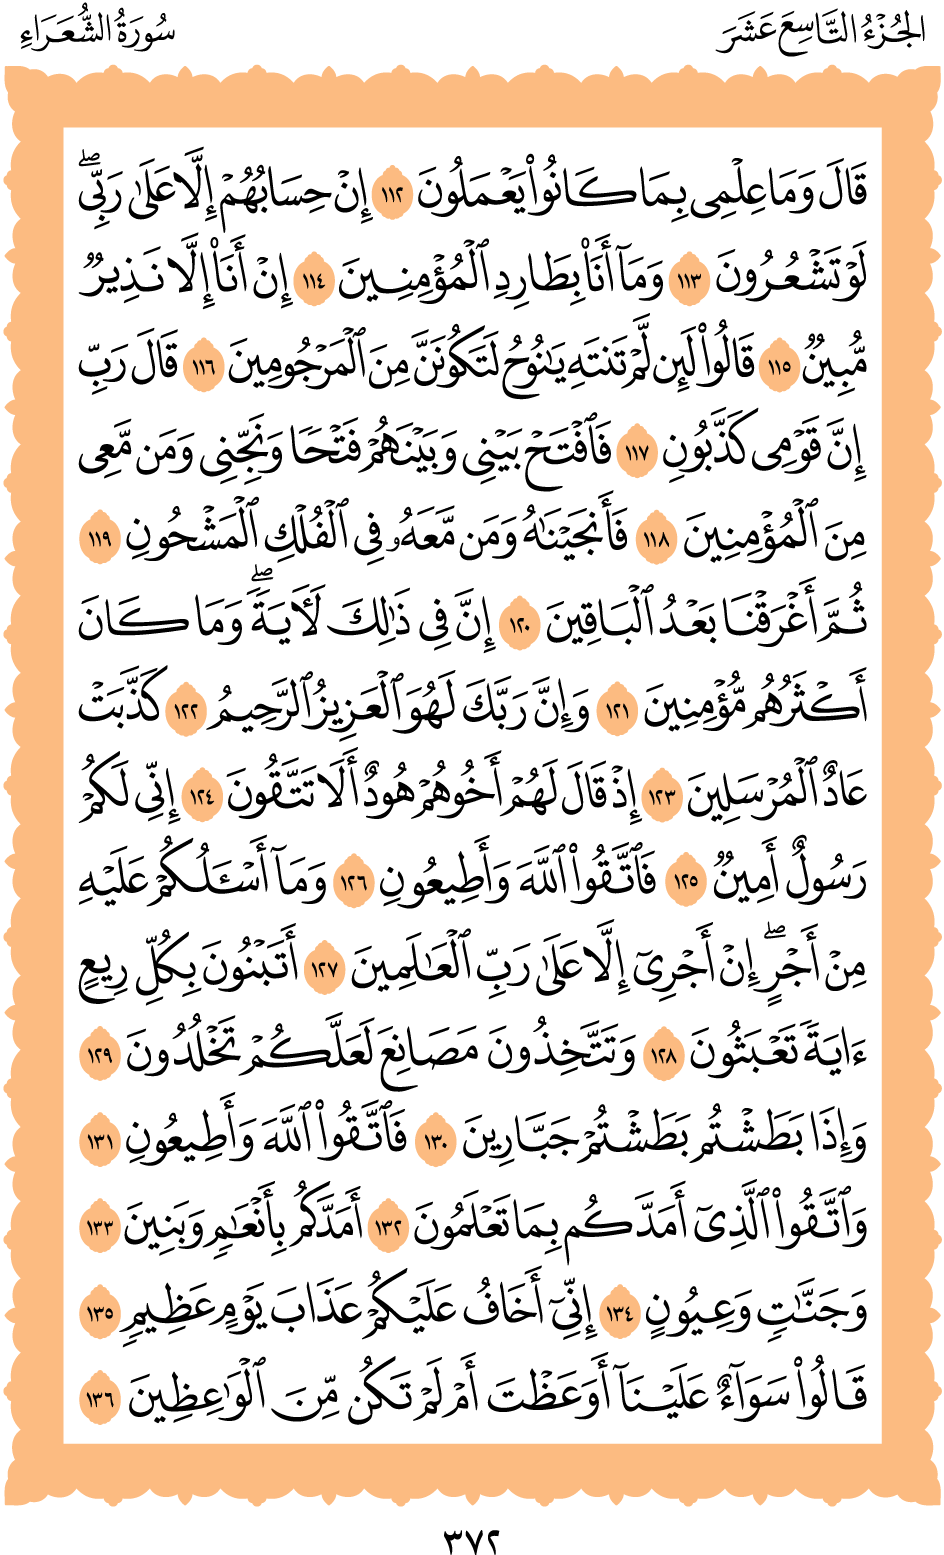 الجُزْءُ التَّاسِعَ عَشَرَ
سُورَةُ الشُّعَرَاءِ
قَالَ وَمَا عِلْمِى بِمَا كَانُوا۟ يَعْمَلُونَ ١١٢ إِنْ حِسَابُهُمْ إِلَّا عَلَىٰ رَبِّى ۖ
لَوْ تَشْعُرُونَ ١١٣ وَمَآ أَنَا۠ بِطَارِدِ ٱلْمُؤْمِنِينَ ١١٤ إِنْ أَنَا۠ إِلَّا نَذِيرٌ
مُّبِينٌ ١١٥ قَالُوا۟ لَئِن لَّمْ تَنتَهِ يَـٰنُوحُ لَتَكُونَنَّ مِنَ ٱلْمَرْجُومِينَ ١١٦ قَالَ رَبِّ
إِنَّ قَوْمِى كَذَّبُونِ ١١٧ فَٱفْتَحْ بَيْنِى وَبَيْنَهُمْ فَتْحًا وَنَجِّنِى وَمَن مَّعِىَ
مِنَ ٱلْمُؤْمِنِينَ ١١٨ فَأَنجَيْنَـٰهُ وَمَن مَّعَهُۥ فِى ٱلْفُلْكِ ٱلْمَشْحُونِ ١١٩
ثُمَّ أَغْرَقْنَا بَعْدُ ٱلْبَاقِينَ ١٢٠ إِنَّ فِى ذَٰلِكَ لَـَٔايَةً ۖ وَمَا كَانَ
أَكْثَرُهُم مُّؤْمِنِينَ ١٢١ وَإِنَّ رَبَّكَ لَهُوَ ٱلْعَزِيزُ ٱلرَّحِيمُ ١٢٢ كَذَّبَتْ
عَادٌ ٱلْمُرْسَلِينَ ١٢٣ إِذْ قَالَ لَهُمْ أَخُوهُمْ هُودٌ أَلَا تَتَّقُونَ ١٢٤ إِنِّى لَكُمْ
رَسُولٌ أَمِينٌ ١٢٥ فَٱتَّقُوا۟ ٱللَّهَ وَأَطِيعُونِ ١٢٦ وَمَآ أَسْـَٔلُكُمْ عَلَيْهِ
مِنْ أَجْرٍ ۖ إِنْ أَجْرِىَ إِلَّا عَلَىٰ رَبِّ ٱلْعَـٰلَمِينَ ١٢٧ أَتَبْنُونَ بِكُلِّ رِيعٍ
ءَايَةً تَعْبَثُونَ ١٢٨ وَتَتَّخِذُونَ مَصَانِعَ لَعَلَّكُمْ تَخْلُدُونَ ١٢٩
وَإِذَا بَطَشْتُم بَطَشْتُمْ جَبَّارِينَ ١٣٠ فَٱتَّقُوا۟ ٱللَّهَ وَأَطِيعُونِ ١٣١
وَٱتَّقُوا۟ ٱلَّذِىٓ أَمَدَّكُم بِمَا تَعْلَمُونَ ١٣٢ أَمَدَّكُم بِأَنْعَـٰمٍ وَبَنِينَ ١٣٣
وَجَنَّـٰتٍ وَعِيُونٍ ١٣٤ إِنِّىٓ أَخَافُ عَلَيْكُمْ عَذَابَ يَوْمٍ عَظِيمٍ ١٣٥
قَالُوا۟ سَوَآءٌ عَلَيْنَآ أَوَعَظْتَ أَمْ لَمْ تَكُن مِّنَ ٱلْوَٰعِظِينَ ١٣٦
٣٧٢